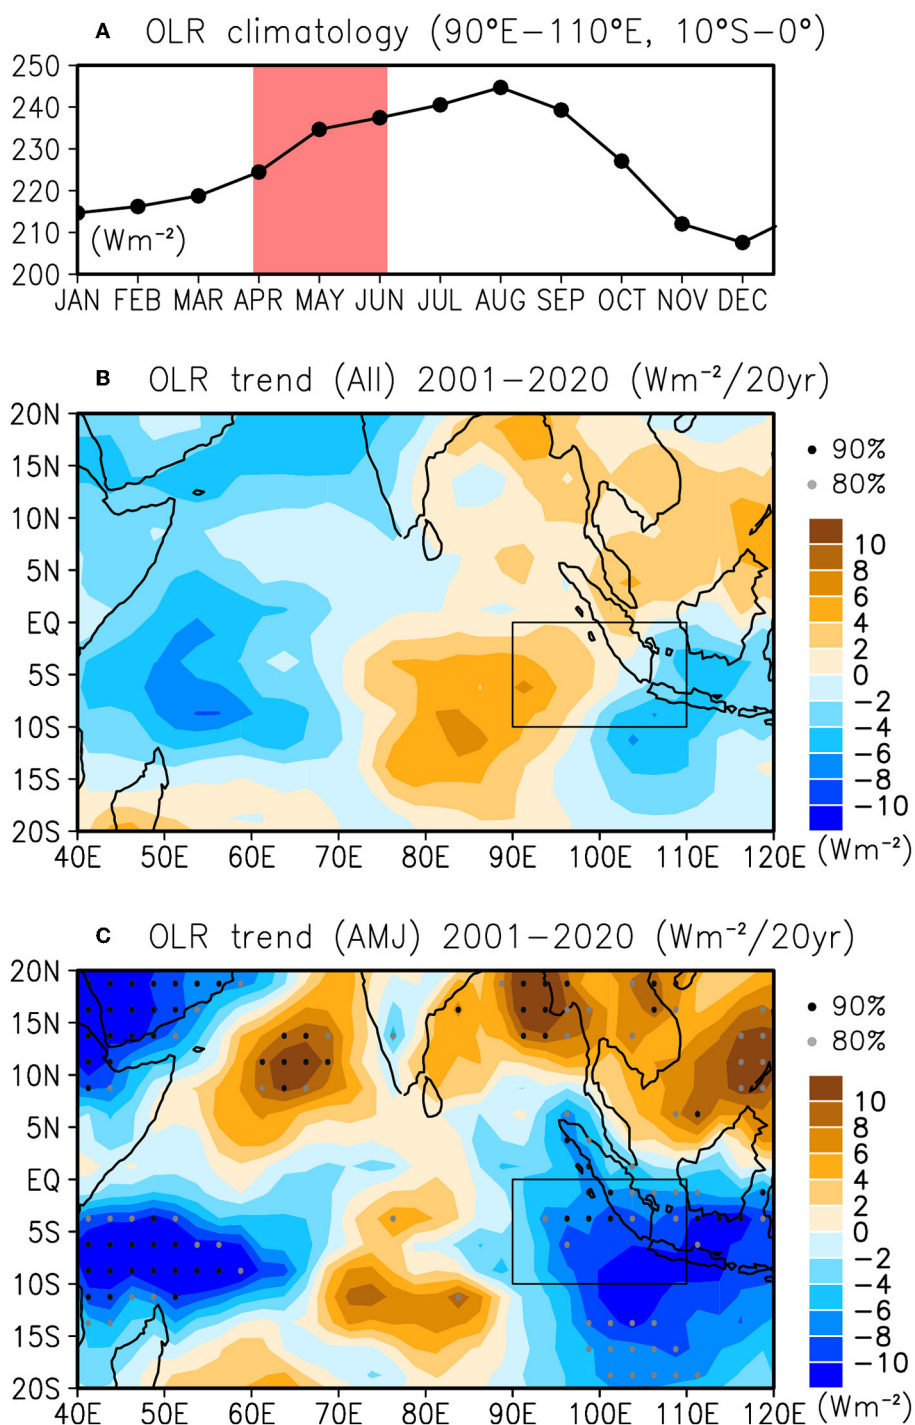 A OLR climatology (90°E−110°E, 10°S−0°)
250
240
230
220
210
200
(Wm⁻²)
JAN FEB MAR APR MAY JUN JUL AUG SEP OCT NOV DEC
B OLR trend (All) 2001−2020 (Wm⁻²/20yr)
20N
15N
10N
5N
EQ
5S
10S
15S
20S
40E 50E 60E 70E 80E 90E 100E 110E 120E
90%
80%
10
8
6
4
2
0
−2
−4
−6
−8
−10
(Wm⁻²)
C OLR trend (AMJ) 2001−2020 (Wm⁻²/20yr)
20N
15N
10N
5N
EQ
5S
10S
15S
20S
40E 50E 60E 70E 80E 90E 100E 110E 120E
90%
80%
10
8
6
4
2
0
−2
−4
−6
−8
−10
(Wm⁻²)